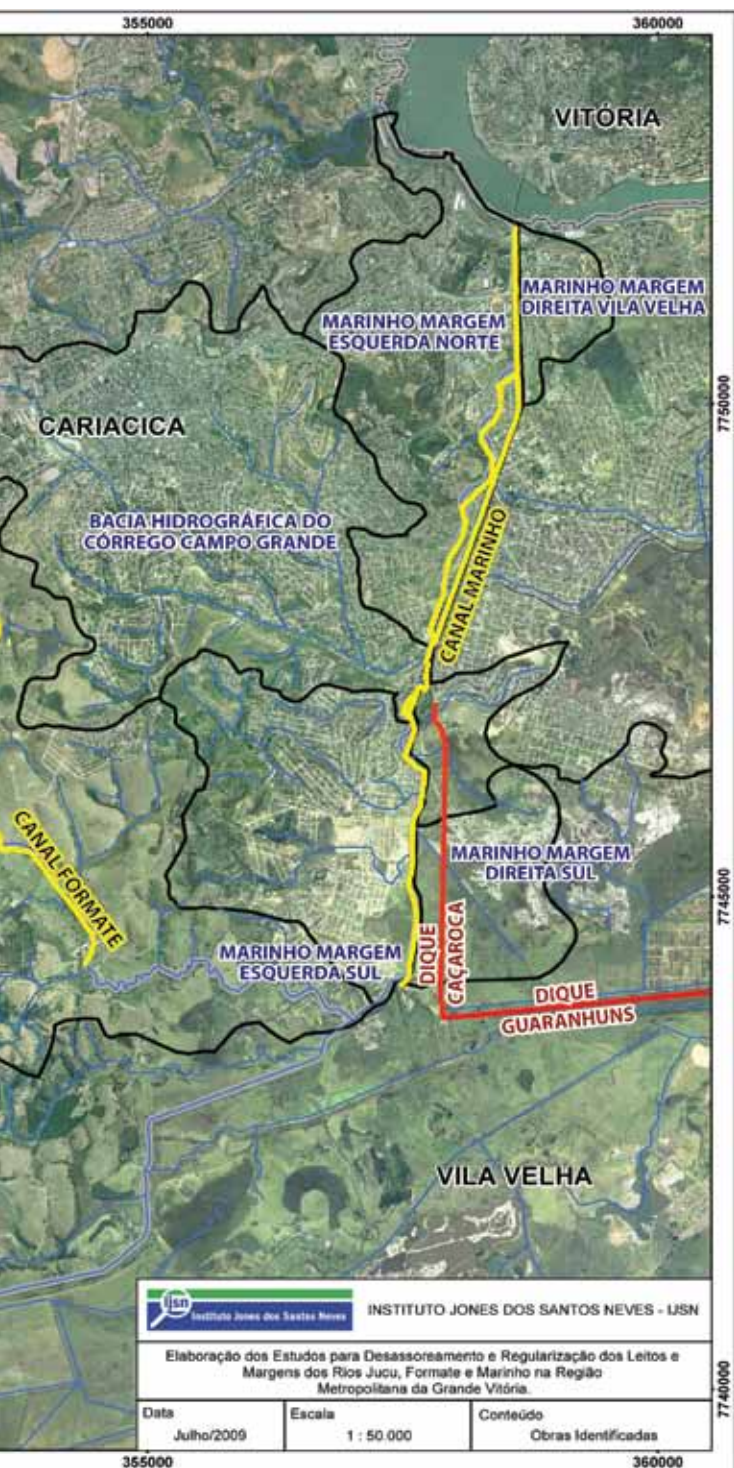 355000
360000
VITÓRIA
MARINHO MARGEM
DIREITA VILA VELHA
MARINHO MARGEM
ESQUERDA NORTE
7750000
CARIACICA
BACIA HIDROGRÁFICA DO
CÓRREGO CAMPO GRANDE
CANAL MARINHO
CANAL FORMATE
MARINHO MARGEM
DIREITA SUL
7745000
MARINHO MARGEM
ESQUERDA SUL
DIQUE
CAÇAROCA
DIQUE
GUARANHUNS
VILA VELHA
ijsn
Instituto Jones dos Santos Neves
INSTITUTO JONES DOS SANTOS NEVES - IJSN
Elaboração dos Estudos para Desassoreamento e Regularização dos Leitos e
Margens dos Rios Jucu, Formate e Marinho na Região
Metropolitana da Grande Vitória.
Data
Julho/2009
Escala
1 : 50.000
Conteúdo
Obras Identificadas
7740000
355000
360000